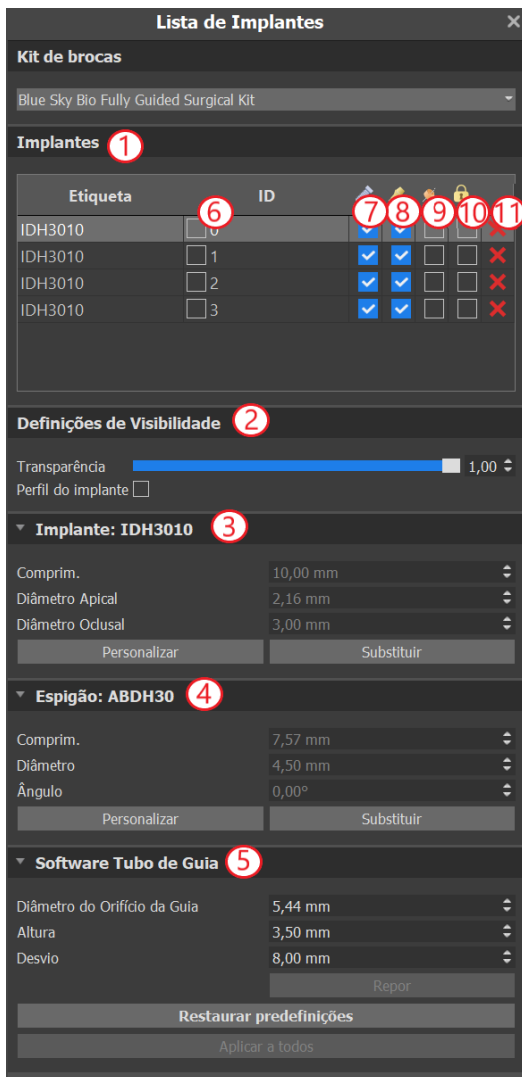 Lista de Implantes
Kit de brocas
Blue Sky Bio Fully Guided Surgical Kit
Implantes 1
Etiqueta ID
6 7 8 9 10 11
IDH3010 0
IDH3010 1
IDH3010 2
IDH3010 3
Definições de Visibilidade 2
Transparência 1,00
Perfil do implante
Implante: IDH3010 3
Comprim. 10,00 mm
Diâmetro Apical 2,16 mm
Diâmetro Oclusal 3,00 mm
Personalizar Substituir
Espigão: ABDH30 4
Comprim. 7,57 mm
Diâmetro 4,50 mm
Ângulo 0,00°
Personalizar Substituir
Software Tubo de Guia 5
Diâmetro do Orifício da Guia 5,44 mm
Altura 3,50 mm
Desvio 8,00 mm
Repor
Restaurar predefinições
Aplicar a todos